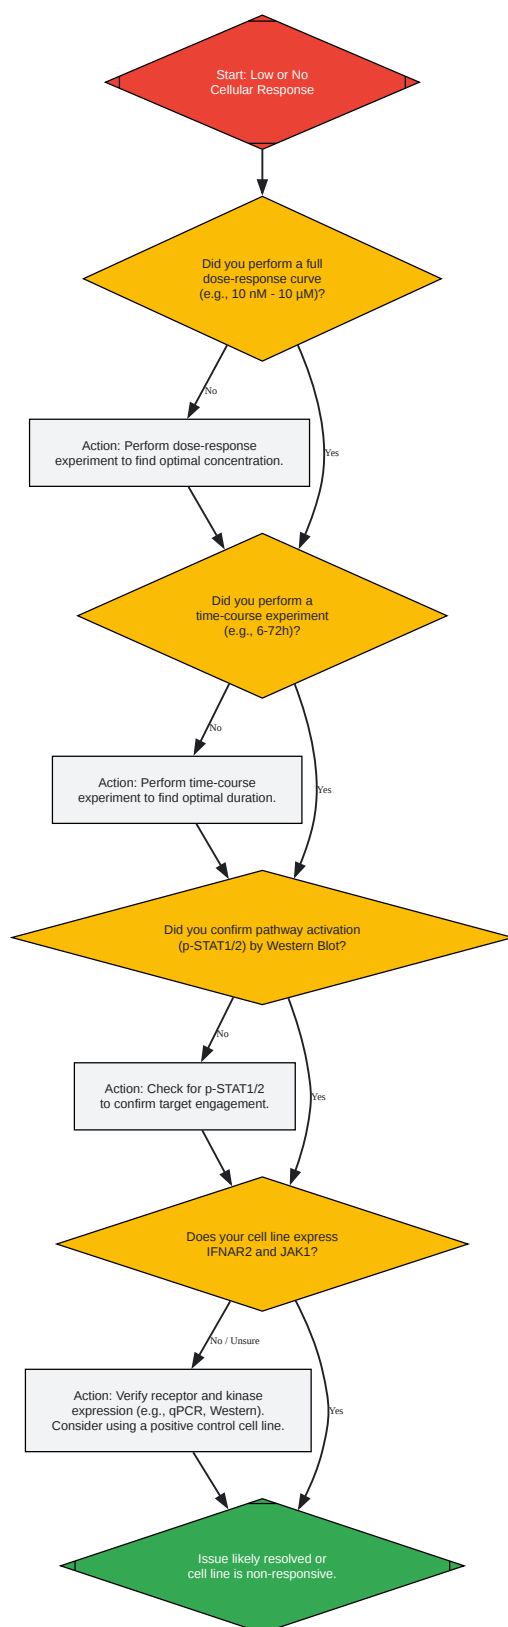 Start: Low or No
Cellular Response
Did you perform a full
dose-response curve
(e.g., 10 nM - 10 µM)?
No
Action: Perform dose-response
experiment to find optimal concentration.
Yes
Did you perform a
time-course experiment
(e.g., 6-72h)?
No
Action: Perform time-course
experiment to find optimal duration.
Yes
Did you confirm pathway activation
(p-STAT1/2) by Western Blot?
No
Action: Check for p-STAT1/2
to confirm target engagement.
Yes
Does your cell line express
IFNAR2 and JAK1?
No / Unsure
Action: Verify receptor and kinase
expression (e.g., qPCR, Western).
Consider using a positive control cell line.
Yes
Issue likely resolved or
cell line is non-responsive.